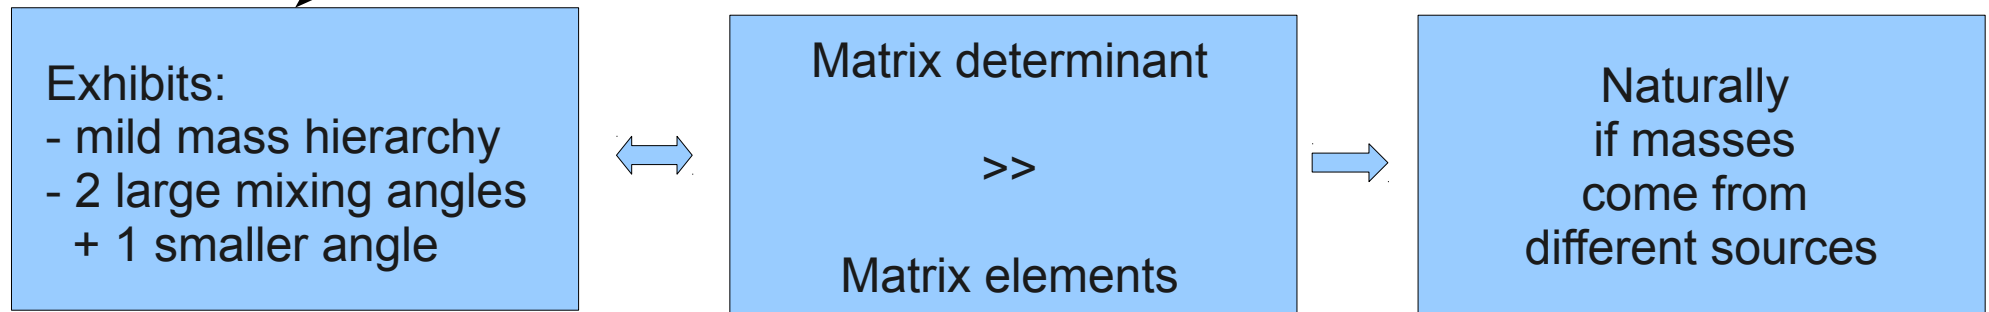 Exhibits:
- mild mass hierarchy
- 2 large mixing angles
+ 1 smaller angle
Matrix determinant
>>
Matrix elements
Naturally
if masses
come from
different sources